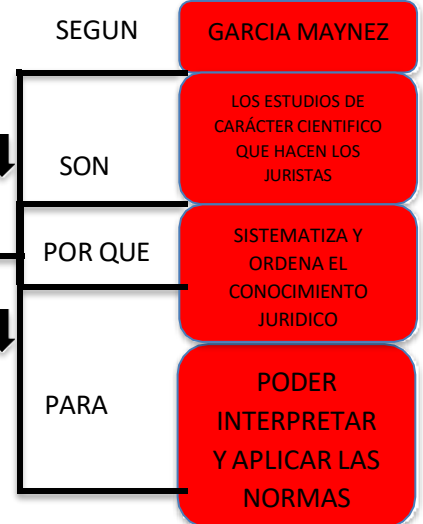 SEGUN
GARCIA MAYNEZ
SON
LOS ESTUDIOS DE
CARÁCTER CIENTIFICO
QUE HACEN LOS
JURISTAS
POR QUE
SISTEMATIZA Y
ORDENA EL
CONOCIMIENTO
JURIDICO
PARA
PODER
INTERPRETAR
Y APLICAR LAS
NORMAS